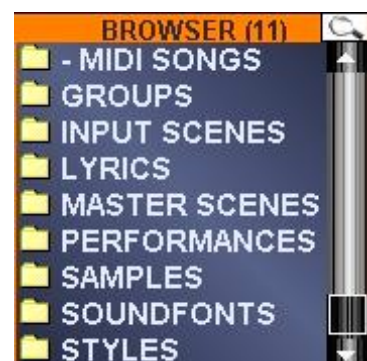 BROWSER (11)
- MIDI SONGS
GROUPS
INPUT SCENES
LYRICS
MASTER SCENES
PERFORMANCES
SAMPLES
SOUNDFONTS
STYLES